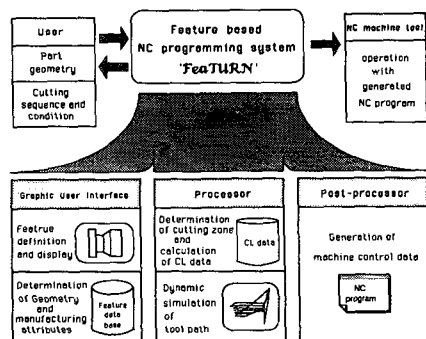 User
Part
geometry
Cutting
sequence and
condition
Feature based
NC programming system
'FeaTURN'
NC machine tool
operation
with
generated
NC program
Graphic User Interface
Featrue
definition
and display
Determination
of Geometry
and
manufacturing
attributes
Feature
data
base
Processor
Determination
of cutting zone
and
calculation
of CL data
CL data
Dynamic
simulation
of
tool path
Post-processor
Generation
of
machine control data
NC
program